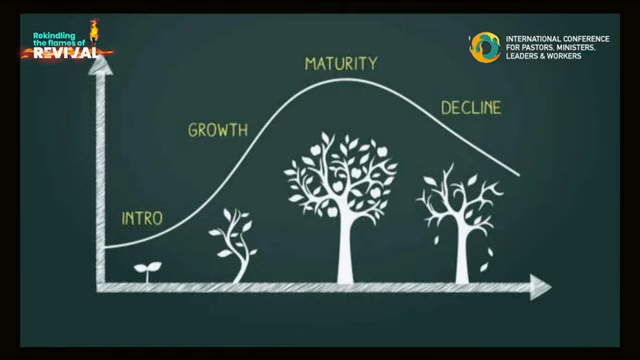 Rekindling
the flames of
REVIVAL
INTERNATIONAL CONFERENCE
FOR PASTORS, MINISTERS,
LEADERS & WORKERS
MATURITY
DECLINE
GROWTH
INTRO